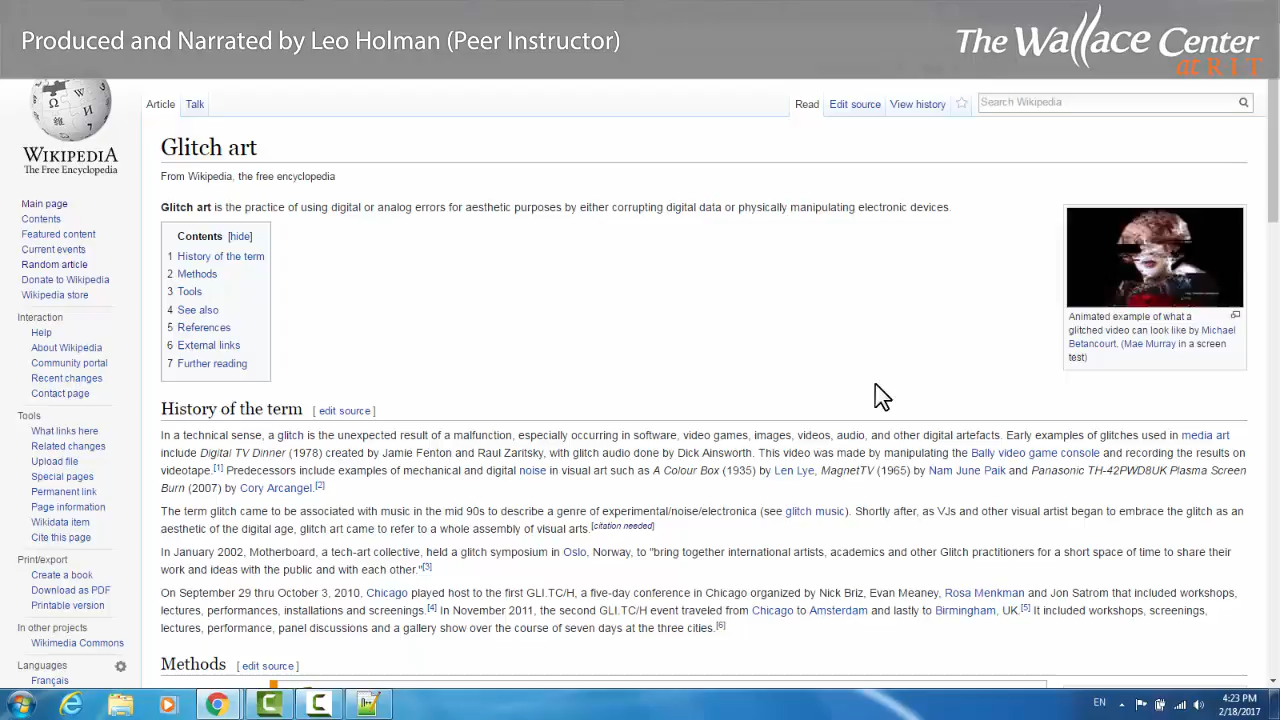 Produced and Narrated by Leo Holman (Peer Instructor)
The Wallace Center
at RIT
WIKIPEDIA
The Free Encyclopedia
Main page
Contents
Featured content
Current events
Random article
Donate to Wikipedia
Wikipedia store
Interaction
Help
About Wikipedia
Community portal
Recent changes
Contact page
Tools
What links here
Related changes
Upload file
Special pages
Permanent link
Page information
Wikidata item
Cite this page
Print/export
Create a book
Download as PDF
Printable version
In other projects
Wikimedia Commons
Languages
Français
Article Talk
Read Edit source View history
Search Wikipedia
Glitch art
From Wikipedia, the free encyclopedia
Glitch art is the practice of using digital or analog errors for aesthetic purposes by either corrupting digital data or physically manipulating electronic devices.
Contents [hide]
1 History of the term
2 Methods
3 Tools
4 See also
5 References
6 External links
7 Further reading
Animated example of what a
glitched video can look like by Michael
Betancourt. (Mae Murray in a screen
test)
History of the term [ edit source ]
In a technical sense, a glitch is the unexpected result of a malfunction, especially occurring in software, video games, images, videos, audio, and other digital artefacts. Early examples of glitches used in media art
include Digital TV Dinner (1978) created by Jamie Fenton and Raul Zaritsky, with glitch audio done by Dick Ainsworth. This video was made by manipulating the Bally video game console and recording the results on
videotape.[1] Predecessors include examples of mechanical and digital noise in visual art such as A Colour Box (1935) by Len Lye, MagnetTV (1965) by Nam June Paik and Panasonic TH-42PWD8UK Plasma Screen
Burn (2007) by Cory Arcangel.[2]
The term glitch came to be associated with music in the mid 90s to describe a genre of experimental/noise/electronica (see glitch music). Shortly after, as VJs and other visual artist began to embrace the glitch as an
aesthetic of the digital age, glitch art came to refer to a whole assembly of visual arts.[citation needed]
In January 2002, Motherboard, a tech-art collective, held a glitch symposium in Oslo, Norway, to "bring together international artists, academics and other Glitch practitioners for a short space of time to share their
work and ideas with the public and with each other."[3]
On September 29 thru October 3, 2010, Chicago played host to the first GLI.TC/H, a five-day conference in Chicago organized by Nick Briz, Evan Meaney, Rosa Menkman and Jon Satrom that included workshops,
lectures, performances, installations and screenings.[4] In November 2011, the second GLI.TC/H event traveled from Chicago to Amsterdam and lastly to Birmingham, UK.[5] It included workshops, screenings,
lectures, performance, panel discussions and a gallery show over the course of seven days at the three cities.[6]
Methods [ edit source ]
EN
4:23 PM
2/18/2017